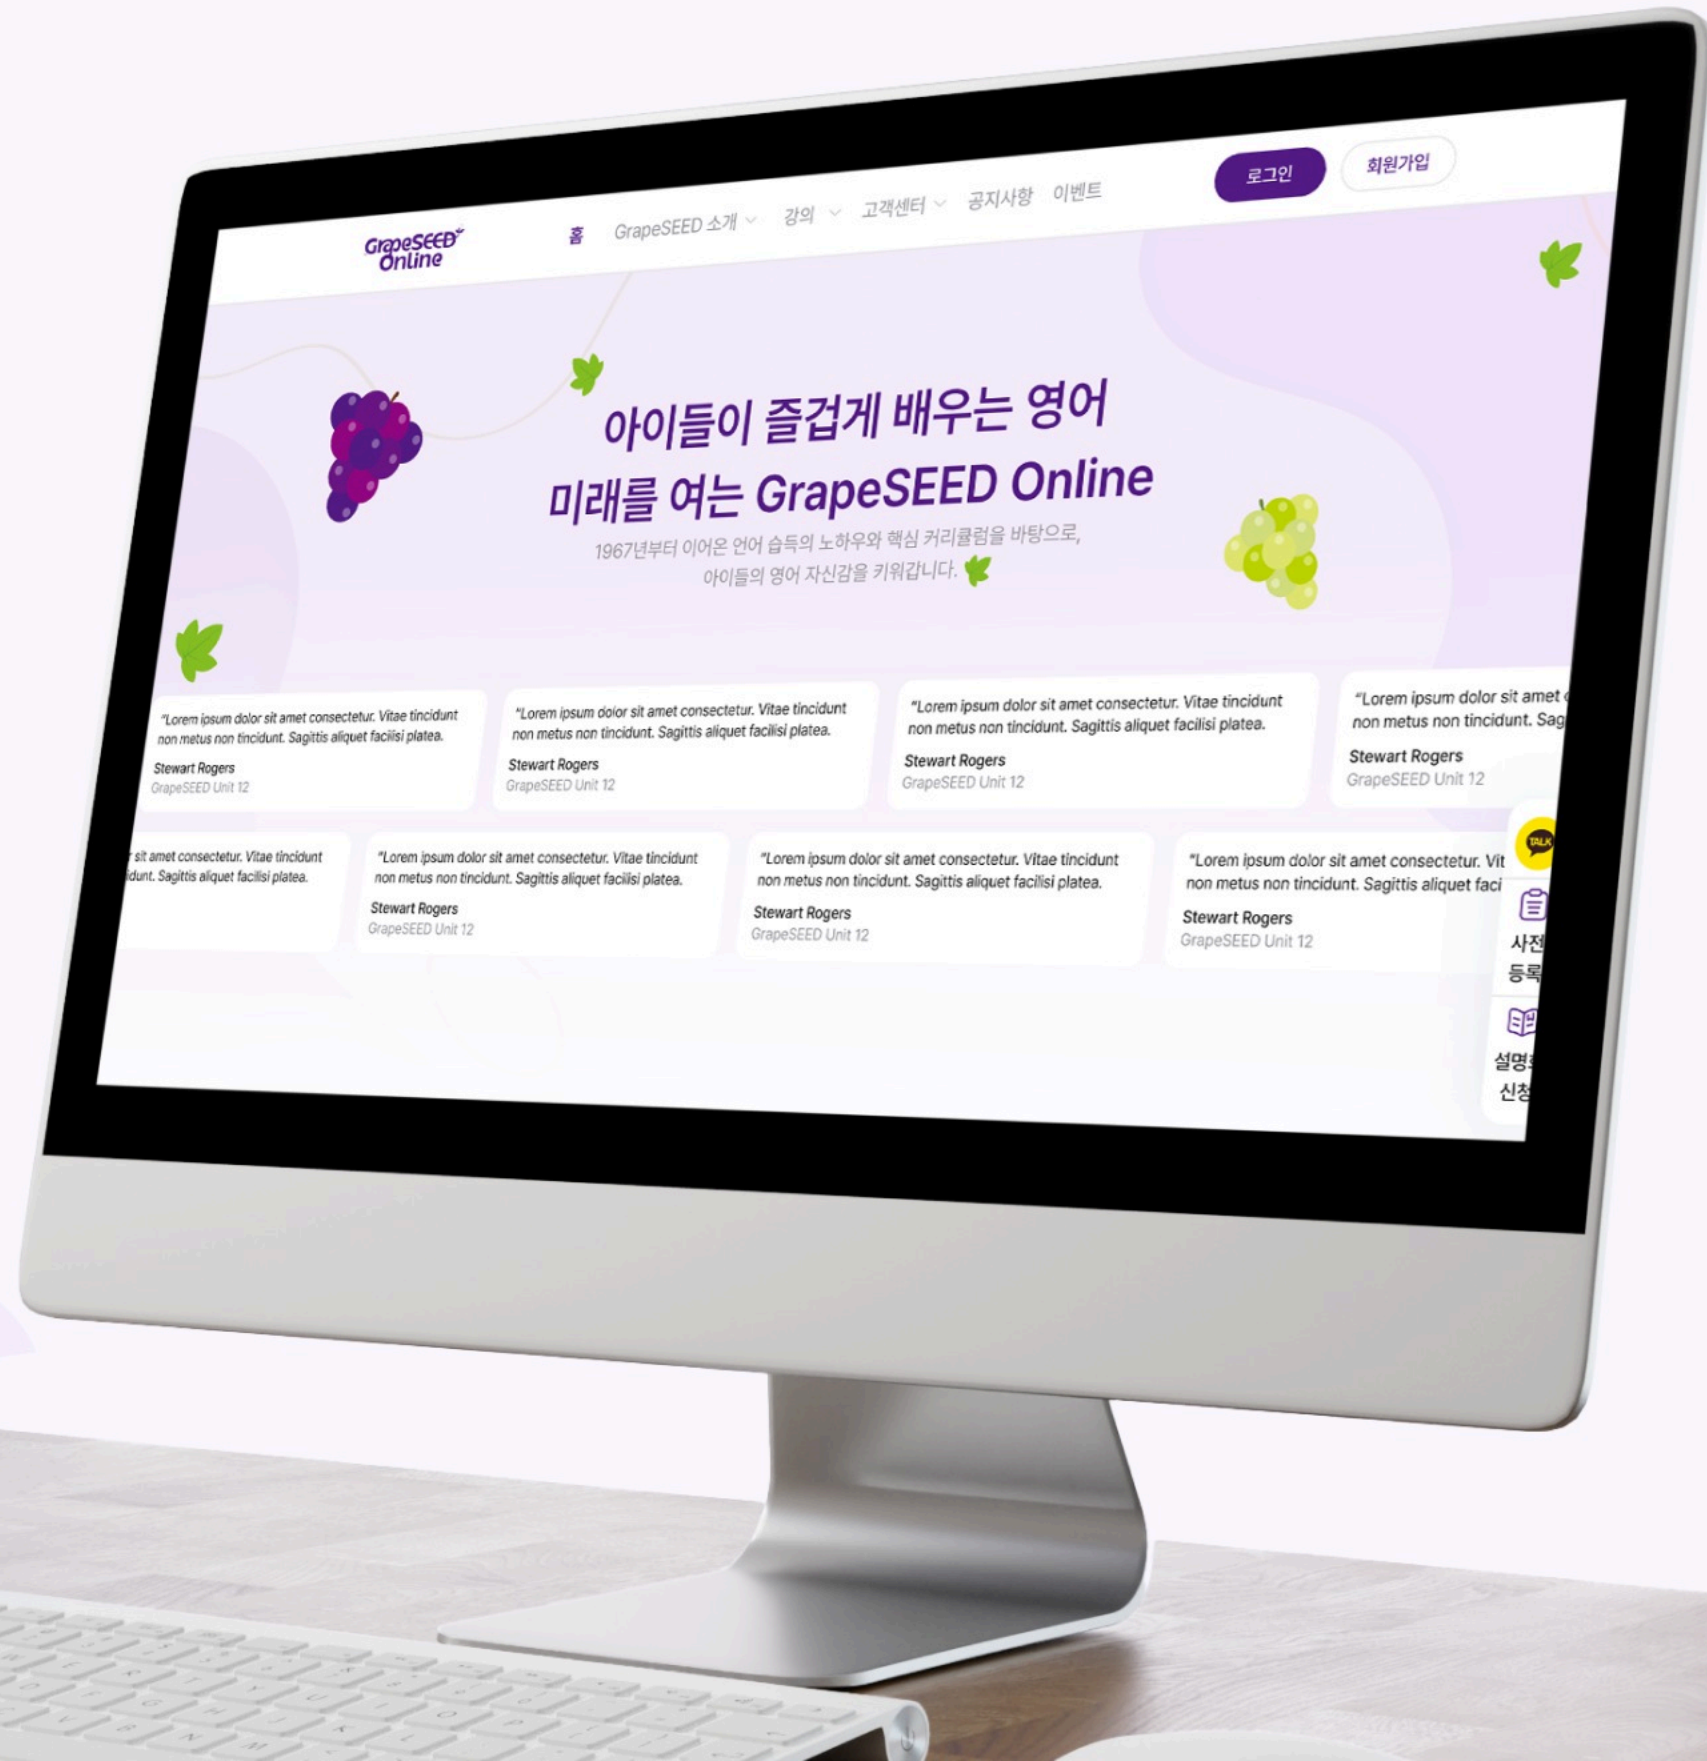 GrapeSEED
Online
홈 GrapeSEED 소개 강의 고객센터 공지사항 이벤트 로그인 회원가입
아이들이 즐겁게 배우는 영어
미래를 여는 GrapeSEED Online
1967년부터 이어온 언어 습득의 노하우와 핵심 커리큘럼을 바탕으로,
아이들의 영어 자신감을 키워갑니다.
“Lorem ipsum dolor sit amet consectetur. Vitae tincidunt
non metus non tincidunt. Sagittis aliquet facilisi platea.
Stewart Rogers
GrapeSEED Unit 12
“Lorem ipsum dolor sit amet consectetur. Vitae tincidunt
non metus non tincidunt. Sagittis aliquet facilisi platea.
Stewart Rogers
GrapeSEED Unit 12
“Lorem ipsum dolor sit amet consectetur. Vitae tincidunt
non metus non tincidunt. Sagittis aliquet facilisi platea.
Stewart Rogers
GrapeSEED Unit 12
“Lorem ipsum dolor sit amet
non metus non tincidunt. Sag
Stewart Rogers
GrapeSEED Unit 12
sit amet consectetur. Vitae tincidunt
idunt. Sagittis aliquet facilisi platea.
“Lorem ipsum dolor sit amet consectetur. Vitae tincidunt
non metus non tincidunt. Sagittis aliquet facilisi platea.
Stewart Rogers
GrapeSEED Unit 12
“Lorem ipsum dolor sit amet consectetur. Vitae tincidunt
non metus non tincidunt. Sagittis aliquet facilisi platea.
Stewart Rogers
GrapeSEED Unit 12
“Lorem ipsum dolor sit amet consectetur. Vit
non metus non tincidunt. Sagittis aliquet faci
Stewart Rogers
GrapeSEED Unit 12
TALK
사전
등록
설명
신청